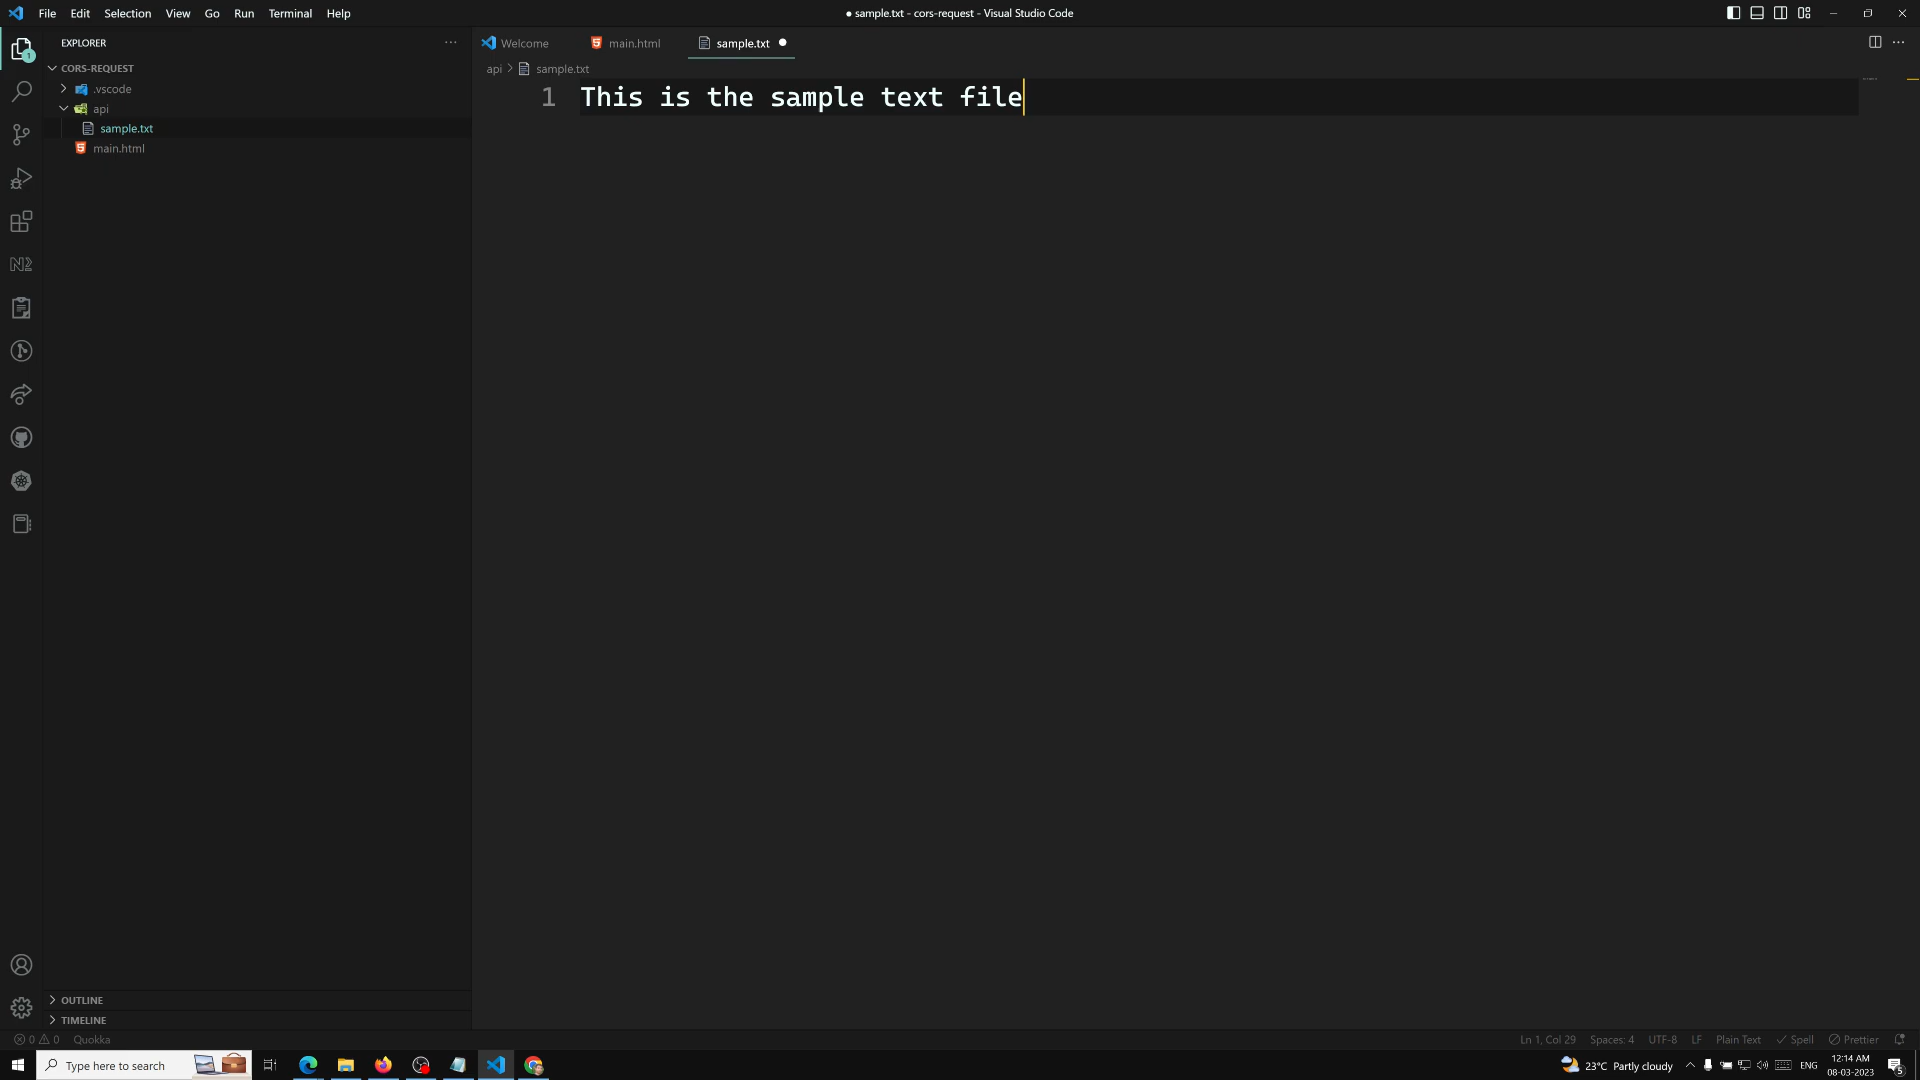 File Edit Selection View Go Run Terminal Help
● sample.txt - cors-request - Visual Studio Code
EXPLORER
CORS-REQUEST
.vscode
api
sample.txt
main.html
Welcome
main.html
sample.txt
api > sample.txt
1 This is the sample text file
1
OUTLINE
TIMELINE
0 0 Quokka
Ln 1, Col 29 Spaces: 4 UTF-8 LF Plain Text Spell Prettier
Type here to search
23°C Partly cloudy
ENG
12:14 AM
08-03-2023
5